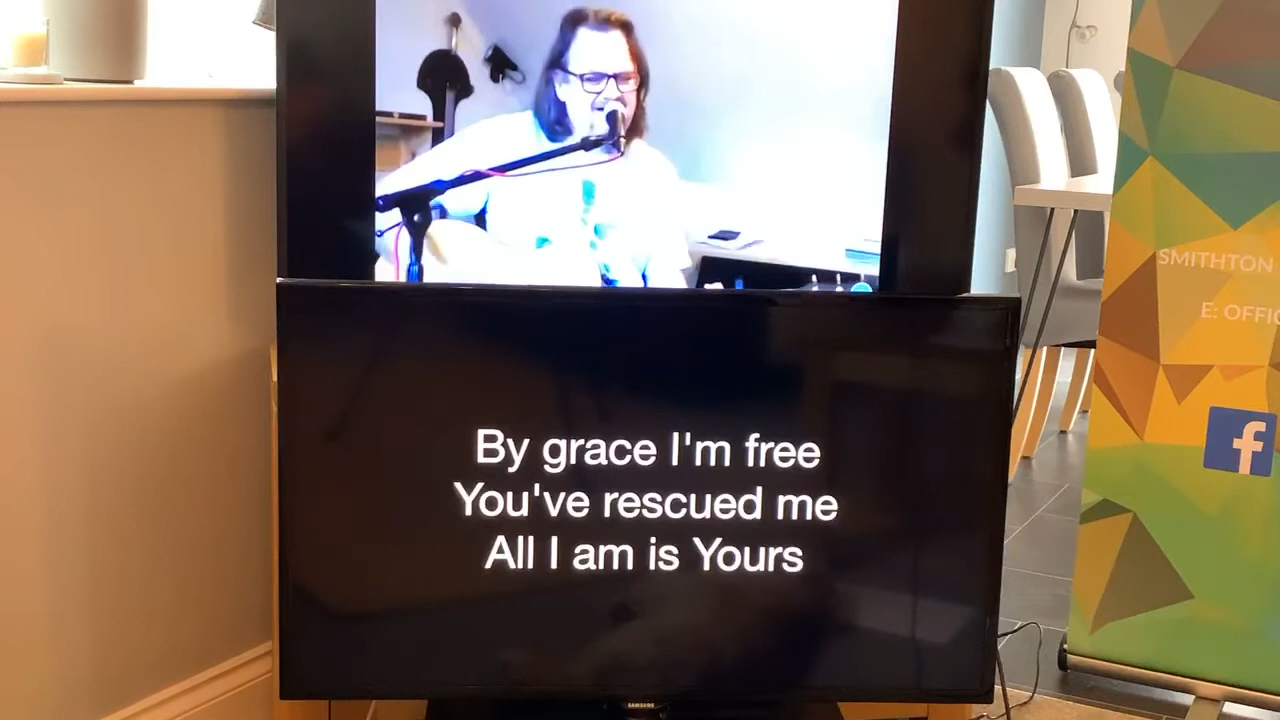 SMITHTON
E: OFFIC
f
By grace I'm free
You've rescued me
All I am is Yours
SAMSUNG